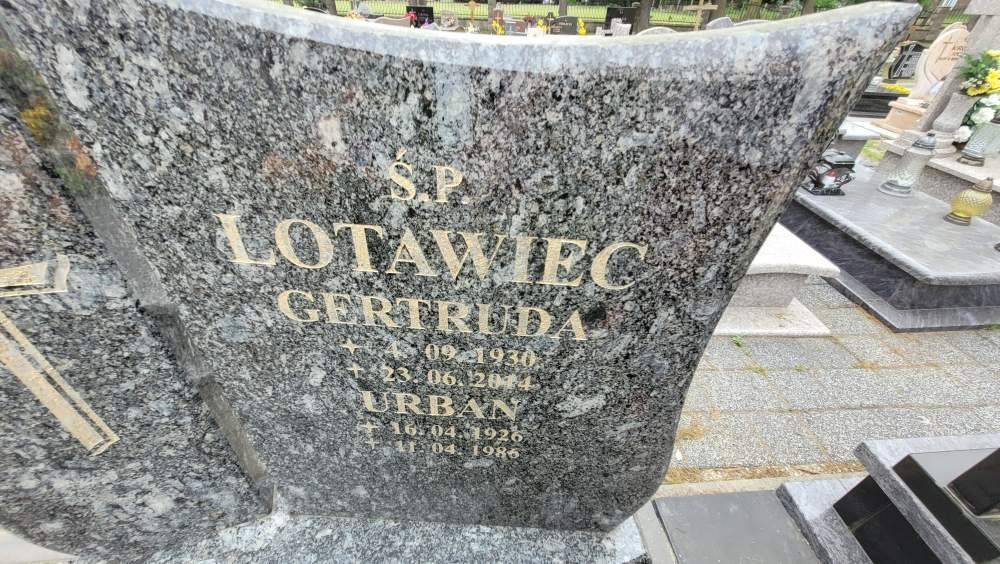 Ś.P.
LOTAWIEC
GERTRUDA
4. 09. 1930
23. 06. 2014
URBAN
16. 04. 1926
11. 04. 1986